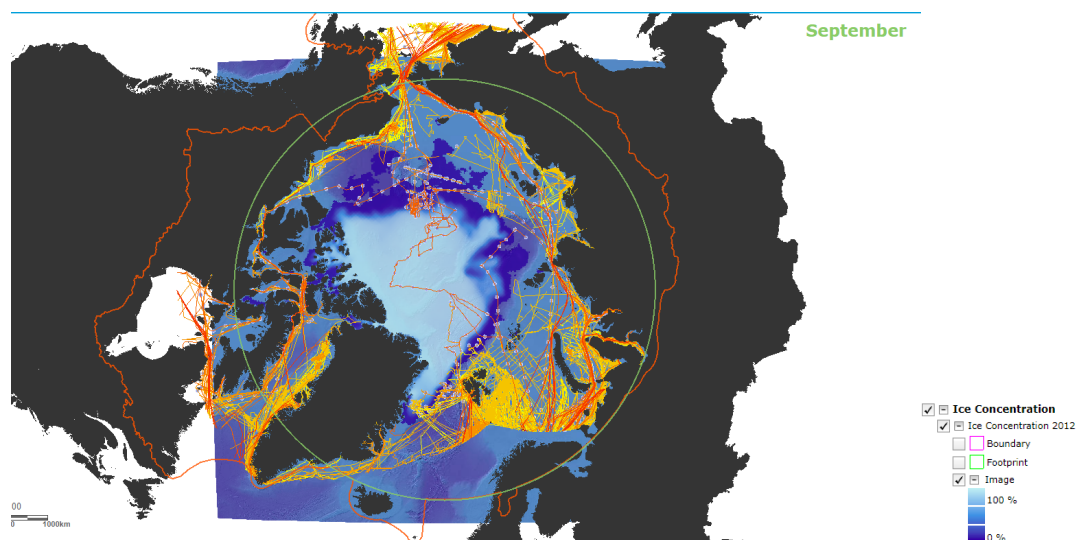 September
Ice Concentration
Ice Concentration 2012
Boundary
Footprint
Image
100 %
0 %
00
0 1000km